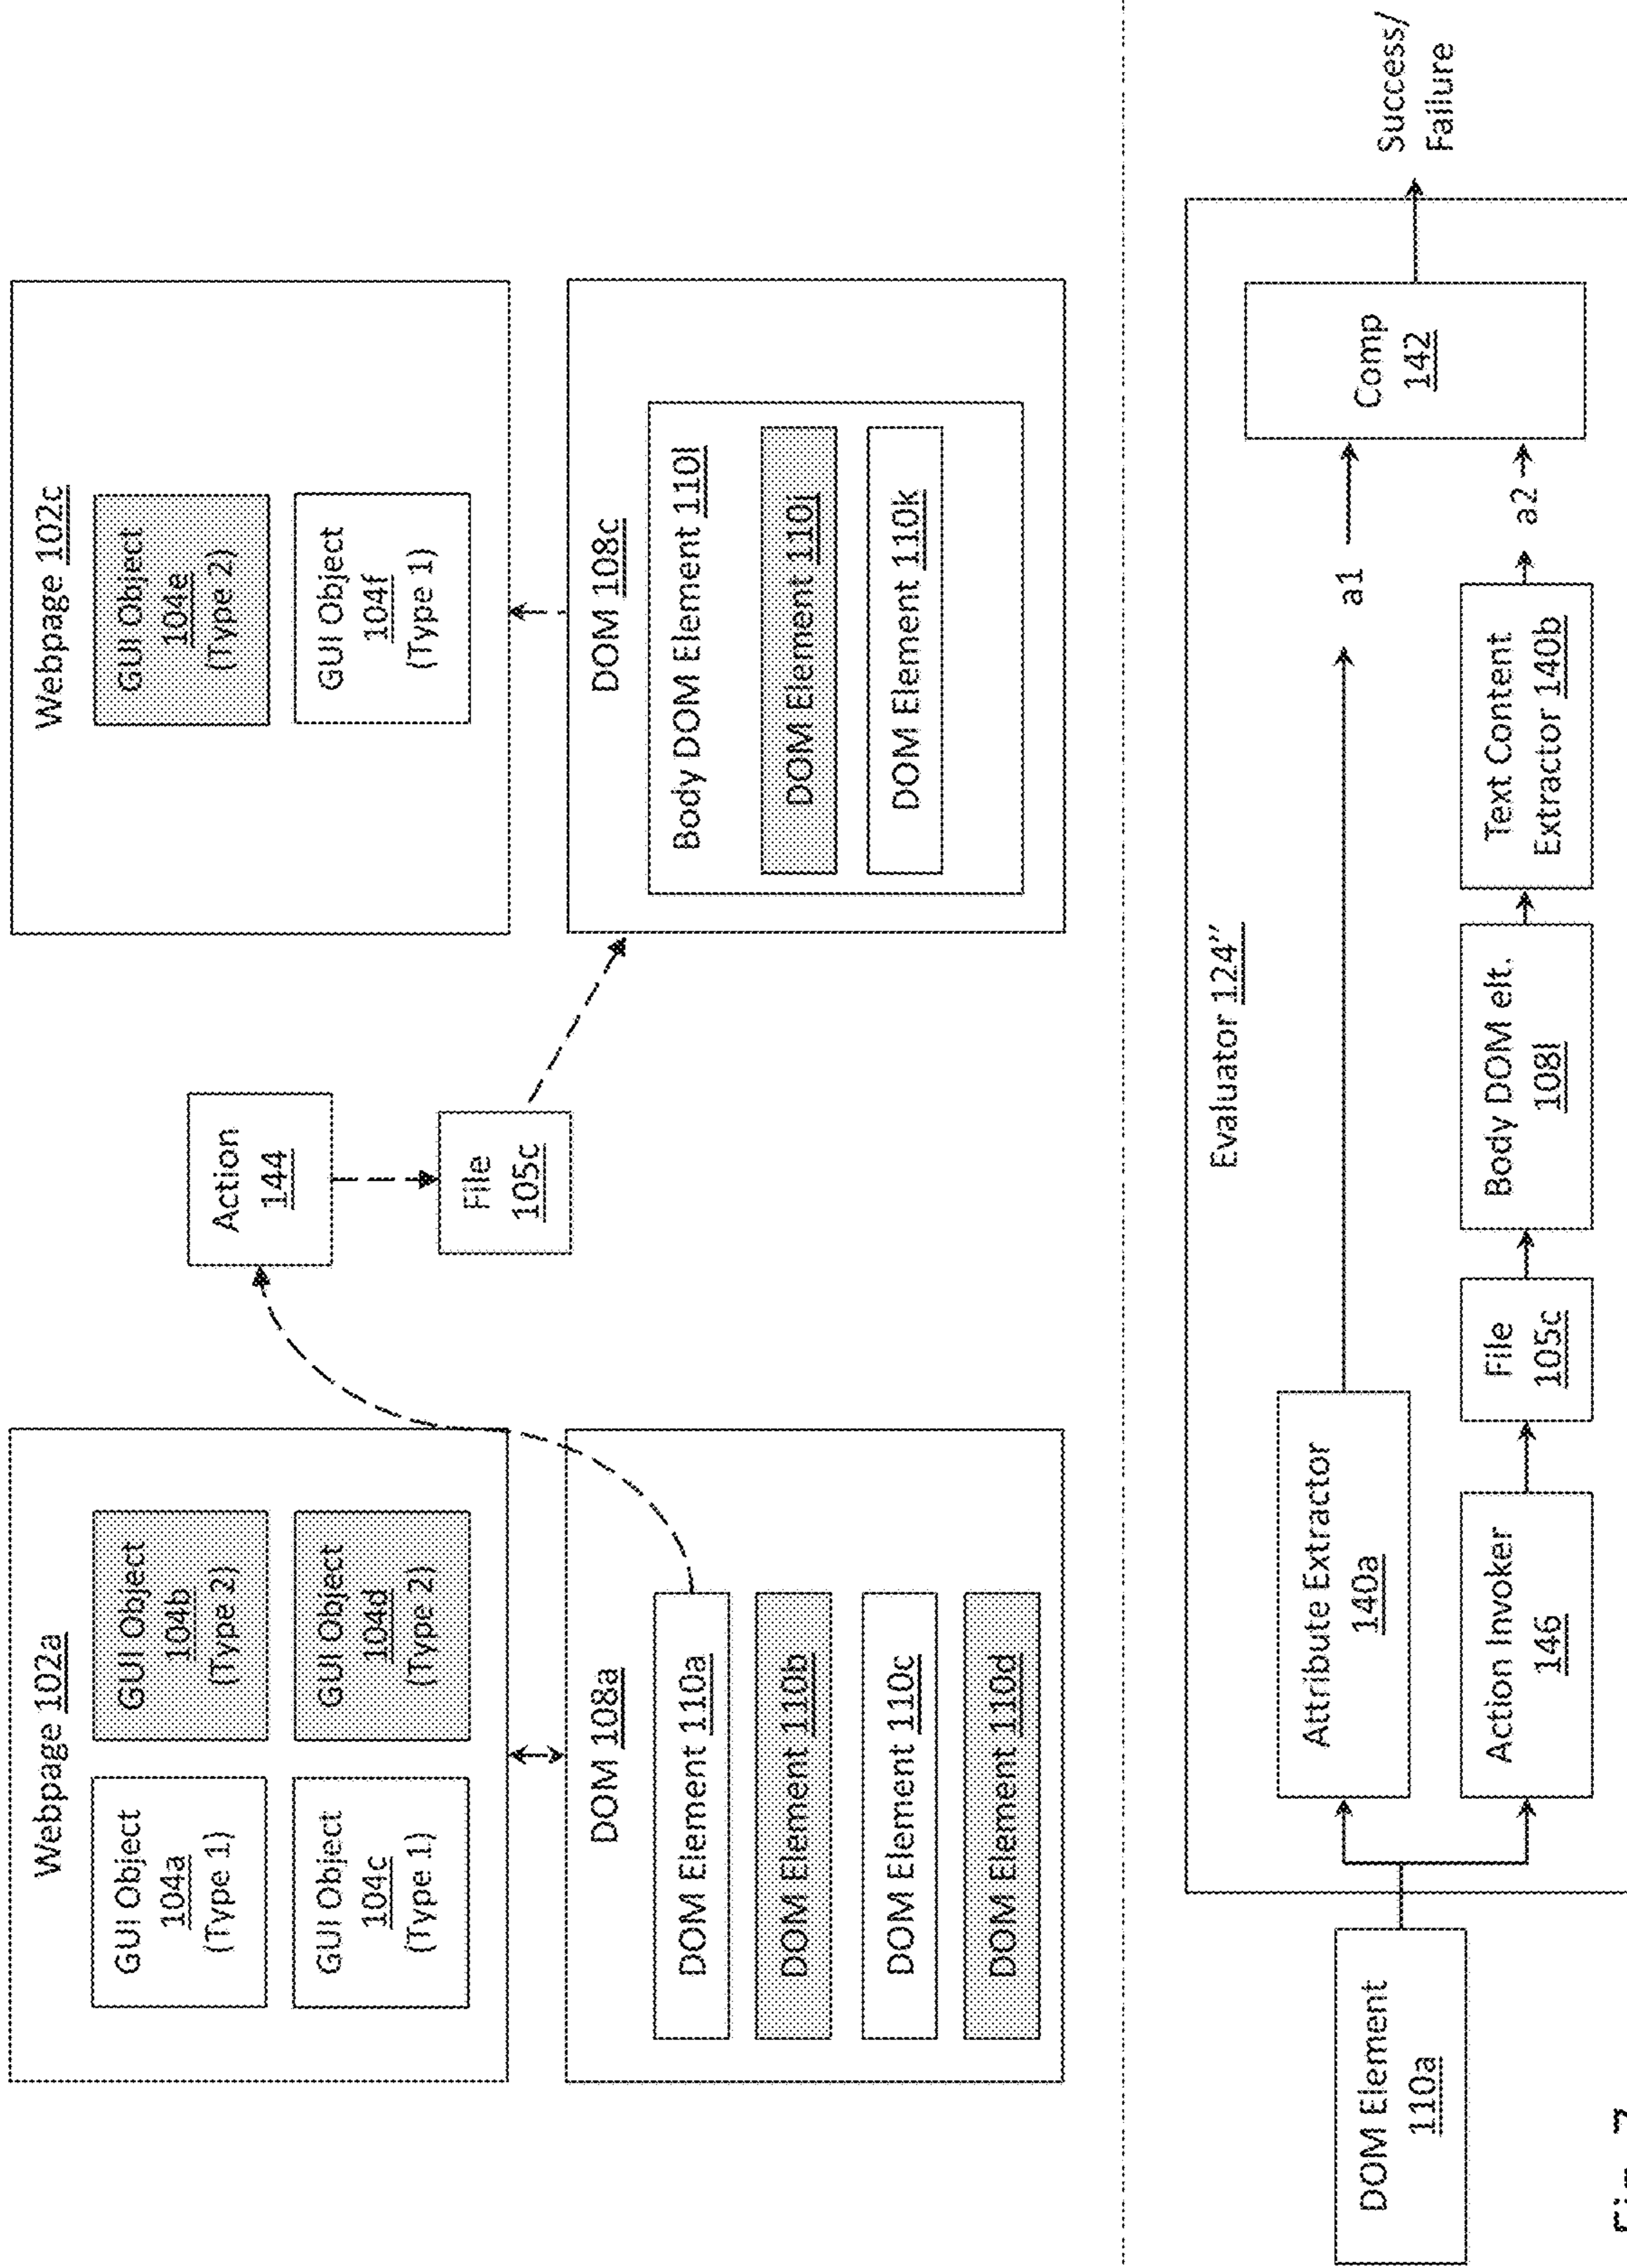 Webpage 102a
GUI Object
104a
(Type 1)
GUI Object
104b
(Type 2)
GUI Object
104c
(Type 1)
GUI Object
104d
(Type 2)
DOM 108a
DOM Element 110a
DOM Element 110b
DOM Element 110c
DOM Element 110d
Action
144
File
105c
Webpage 102c
GUI Object
104e
(Type 2)
GUI Object
104f
(Type 1)
DOM 108c
Body DOM Element 110l
DOM Element 110j
DOM Element 110k
Evaluator 124’’
DOM Element
110a
Attribute Extractor
140a
a1
Action Invoker
146
File
105c
Body DOM elt.
108l
Text Content
Extractor 140b
a2
Comp
142
Success/
Failure